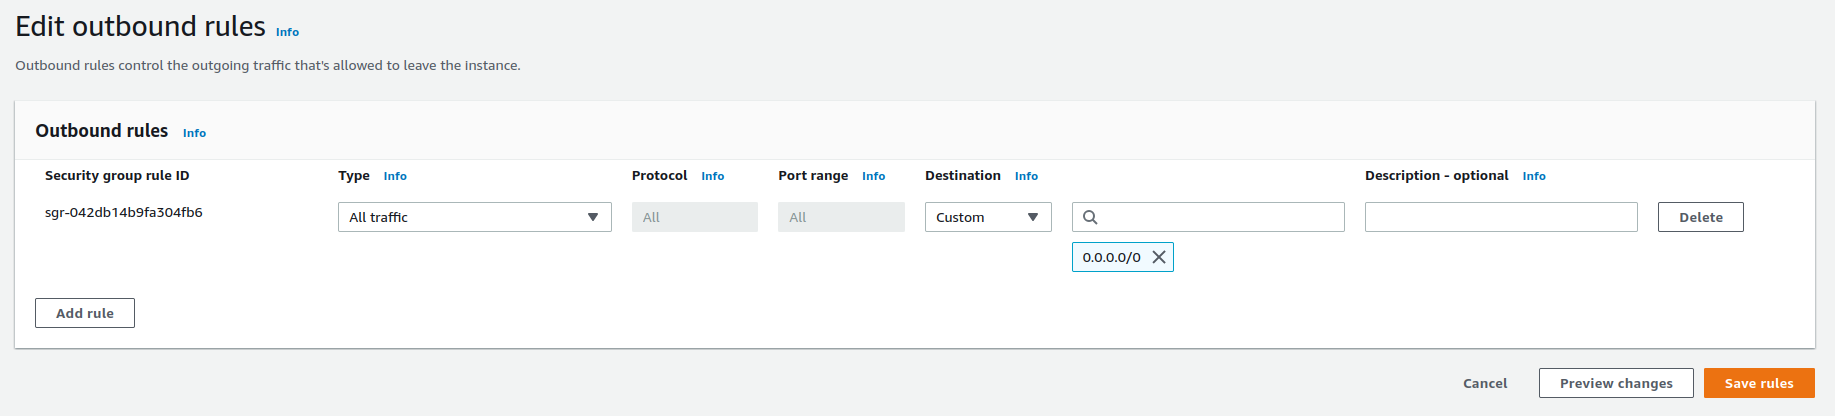 Edit outbound rules Info
Outbound rules control the outgoing traffic that's allowed to leave the instance.
Outbound rules Info
Security group rule ID Type Info Protocol Info Port range Info Destination Info Description - optional Info
sgr-042db14b9fa304fb6 All traffic All All Custom Delete
0.0.0.0/0
Add rule
Cancel Preview changes Save rules